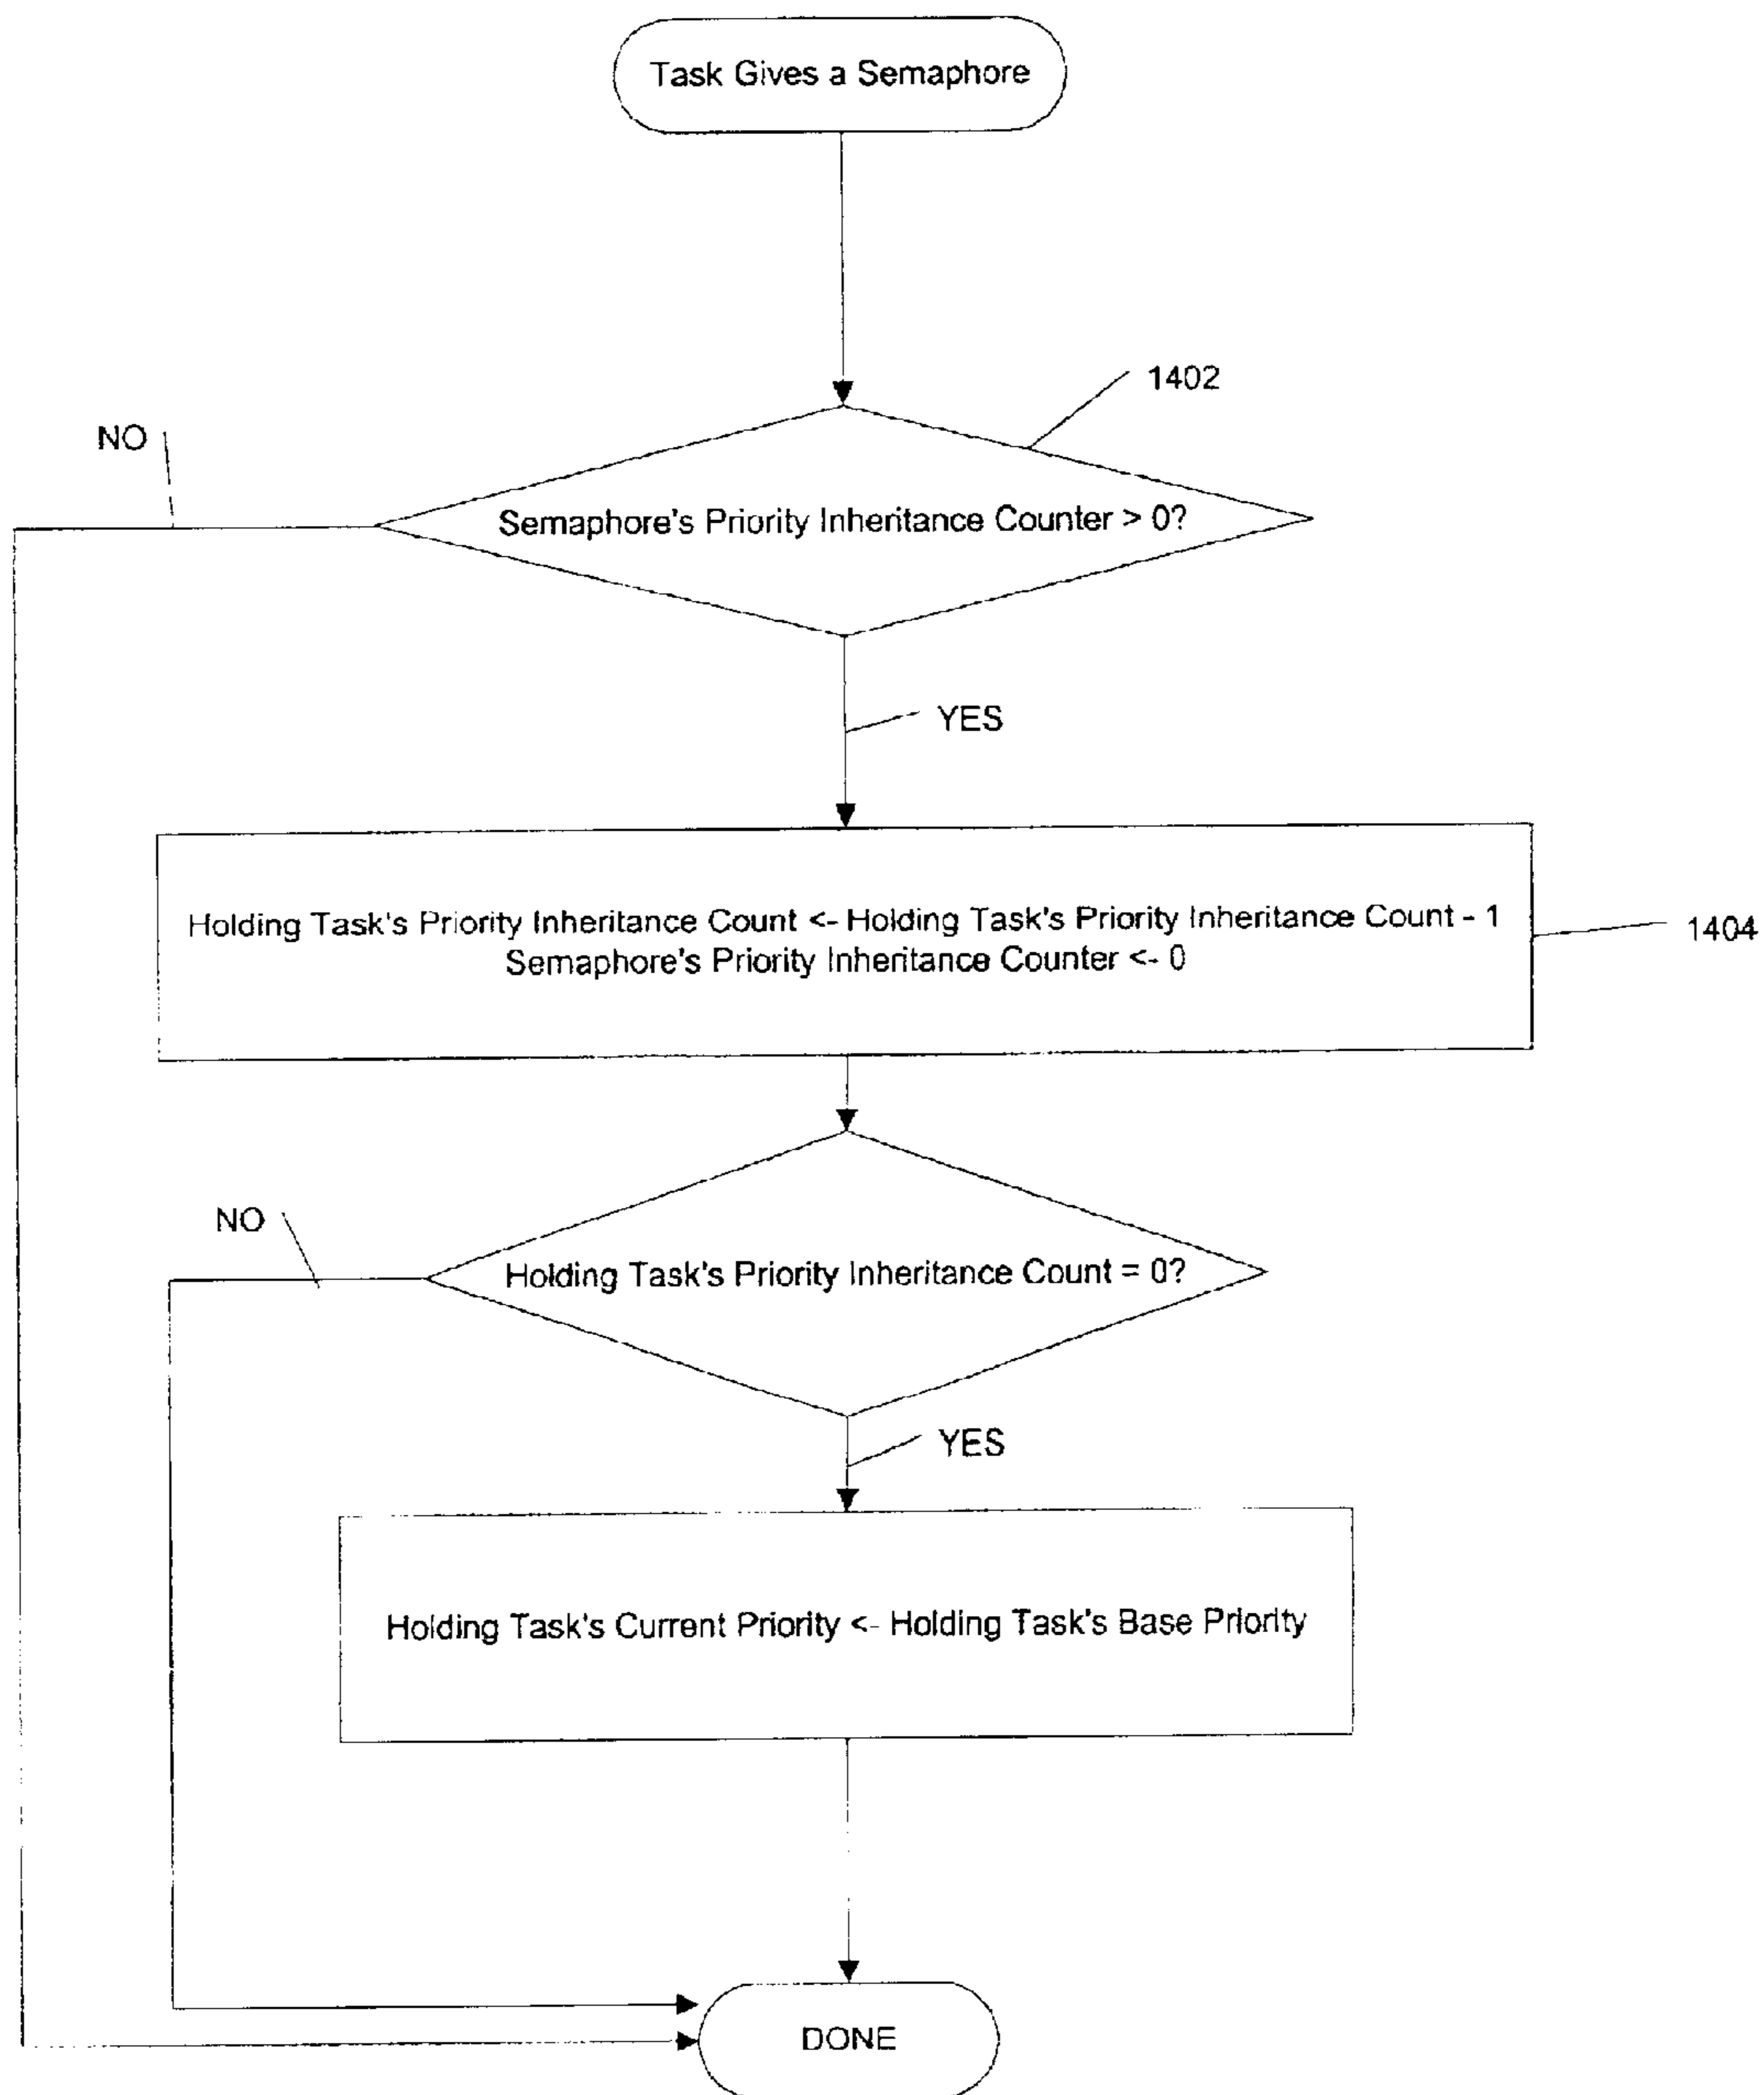 Task Gives a Semaphore
1402
NO
Semaphore's Priority Inheritance Counter > 0?
YES
Holding Task's Priority Inheritance Count <- Holding Task's Priority Inheritance Count - 1
Semaphore's Priority Inheritance Counter <- 0
1404
NO
Holding Task's Priority Inheritance Count = 0?
YES
Holding Task's Current Priority <- Holding Task's Base Priority
DONE